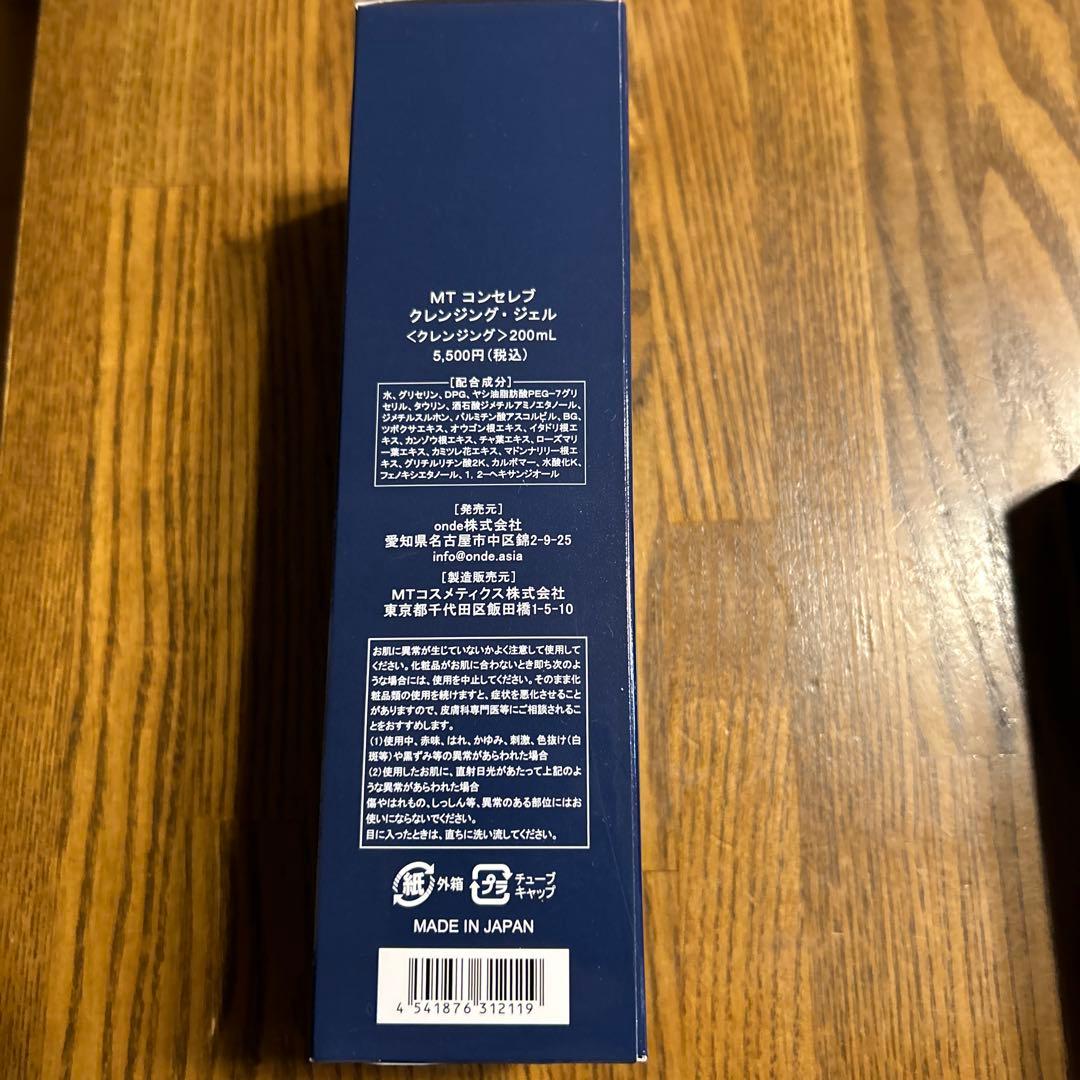 MT コンセレブ
クレンジング・ジェル
<クレンジング>200mL
5,500円(税込)
[配合成分]
水、グリセリン、DPG、ヤシ油脂肪酸PEG-7グリ
セリル、タウリン、酒石酸ジメチルアミノエタノール、
ジメチルスルホン、パルミチン酸アスコルビル、BG、
ツボクサエキス、オウゴン根エキス、イタドリ根エ
キス、カンゾウ根エキス、チャ葉エキス、ローズマリ
ー葉エキス、カミツレ花エキス、マドンナリリー根エ
キス、グリチルリチン酸2K、カルボマー、水酸化K、
フェノキシエタノール、1,2-ヘキサンジオール
[発売元]
onde株式会社
愛知県名古屋市中区錦2-9-25
info@onde.asia
[製造販売元]
MTコスメティクス株式会社
東京都千代田区飯田橋1-5-10
お肌に異常が生じていないかよく注意して使用して
ください。化粧品がお肌に合わないとき即ち次のよ
うな場合には、使用を中止してください。そのまま化
粧品類の使用を続けますと、症状を悪化させること
がありますので、皮膚科専門医等にご相談されるこ
とをおすすめします。
(1)使用中、赤味、はれ、かゆみ、刺激、色抜け(白
斑等)や黒ずみ等の異常があらわれた場合
(2)使用したお肌に、直射日光があたって上記のよ
うな異常があらわれた場合
傷やはれもの、しっしん等、異常のある部位にはお
使いにならないでください。
目に入ったときは、直ちに洗い流してください。
紙 外箱 プラ チューブ
キャップ
MADE IN JAPAN
4 541876 312119